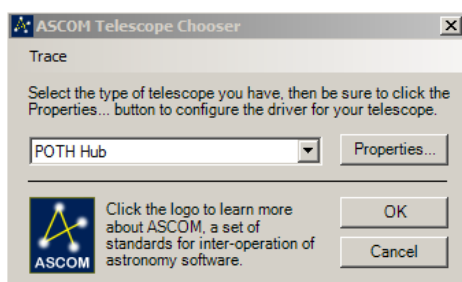 ASCOM Telescope Chooser
Trace
Select the type of telescope you have, then be sure to click the
Properties... button to configure the driver for your telescope.
POTH Hub
Properties...
Click the logo to learn more
about ASCOM, a set of
standards for inter-operation of
astronomy software.
ASCOM
OK
Cancel